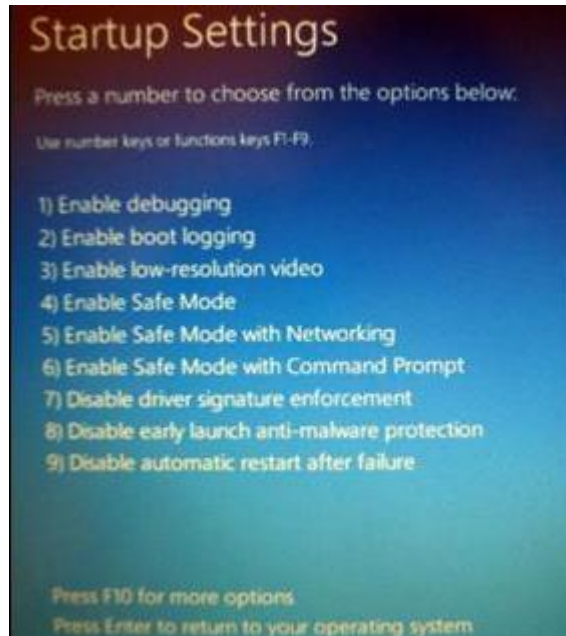 Startup Settings
Press a number to choose from the options below:
Use number keys or functions keys F1-F9.
1) Enable debugging
2) Enable boot logging
3) Enable low-resolution video
4) Enable Safe Mode
5) Enable Safe Mode with Networking
6) Enable Safe Mode with Command Prompt
7) Disable driver signature enforcement
8) Disable early launch anti-malware protection
9) Disable automatic restart after failure
Press F10 for more options
Press Enter to return to your operating system